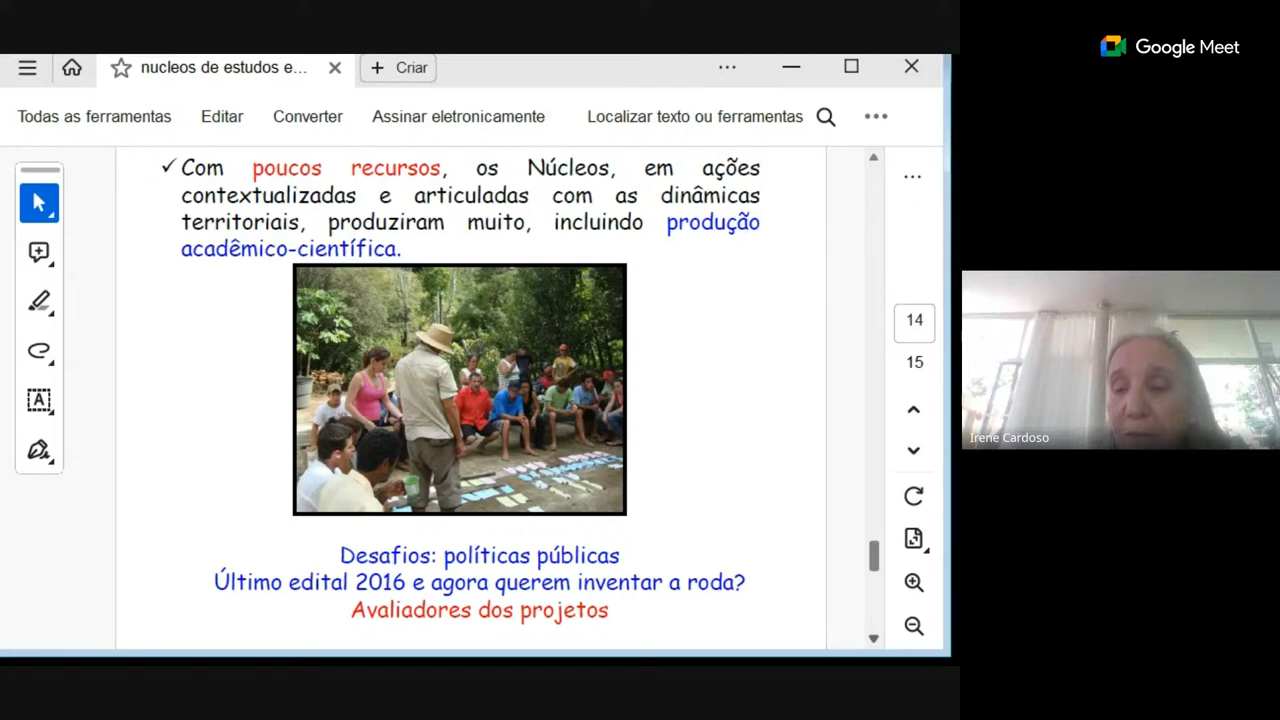 Google Meet
nucleos de estudos e...
Criar
Todas as ferramentas Editar Converter Assinar eletronicamente Localizar texto ou ferramentas
✓ Com poucos recursos, os Núcleos, em ações
contextualizadas e articuladas com as dinâmicas
territoriais, produziram muito, incluindo produção
acadêmico-científica.
14
15
Desafios: políticas públicas
Último edital 2016 e agora querem inventar a roda?
Avaliadores dos projetos
Irene Cardoso